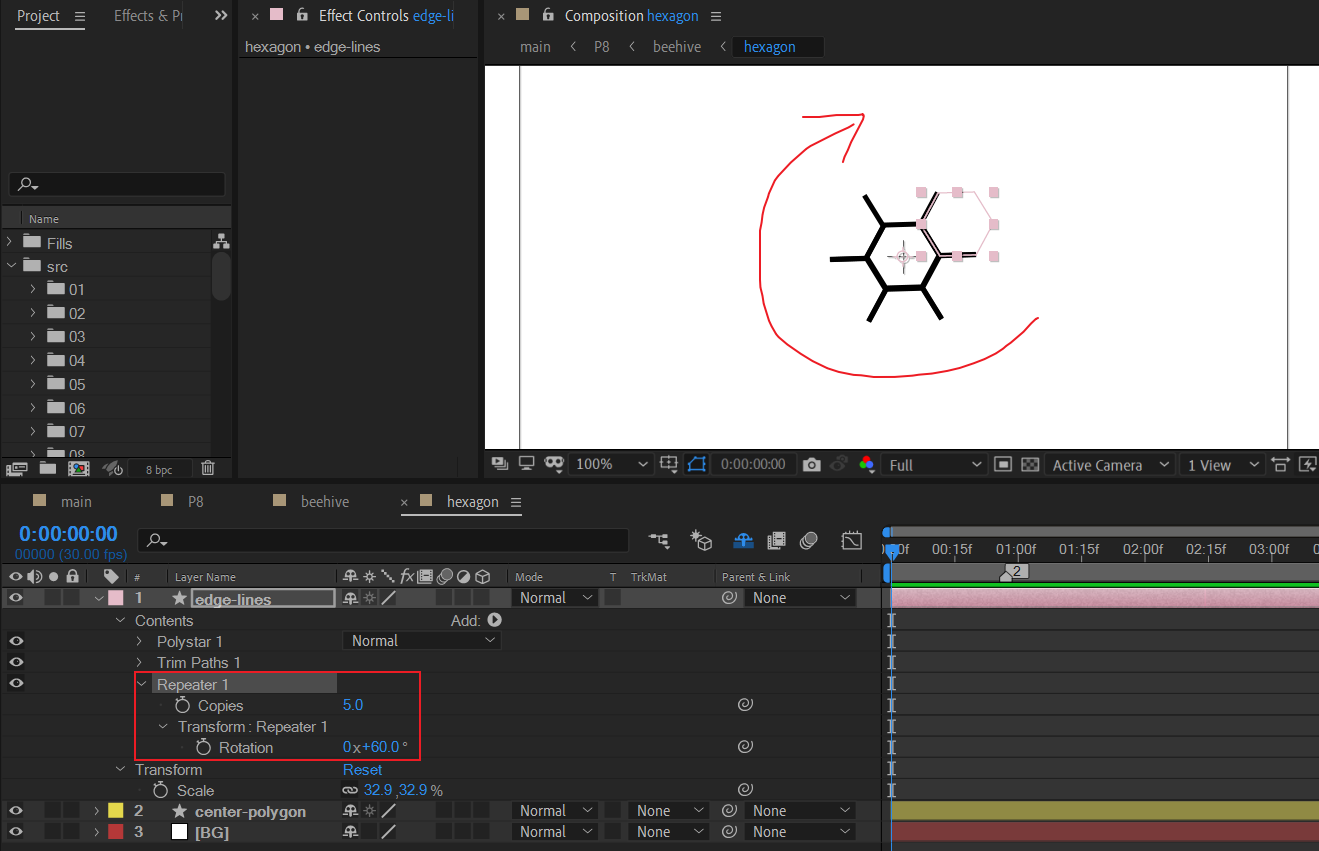 Project
Effects & Pr
Effect Controls edge-li
Composition hexagon
hexagon • edge-lines
main < P8 < beehive < hexagon
Name
Fills
src
01
02
03
04
05
06
07
08
8 bpc
100%
0:00:00:00
Full
Active Camera
1 View
main
P8
beehive
hexagon
0:00:00:00
00000 (30.00 fps)
00:15f 01:00f 01:15f 02:00f 02:15f 03:00f
2
# Layer Name Mode T TrkMat Parent & Link
1 edge-lines Normal None
Contents Add:
Polystar 1 Normal
Trim Paths 1
Repeater 1
Copies 5.0
Transform : Repeater 1
Rotation 0x+60.0°
Transform Reset
Scale 32.9,32.9%
2 center-polygon Normal None None
3 [BG] Normal None None